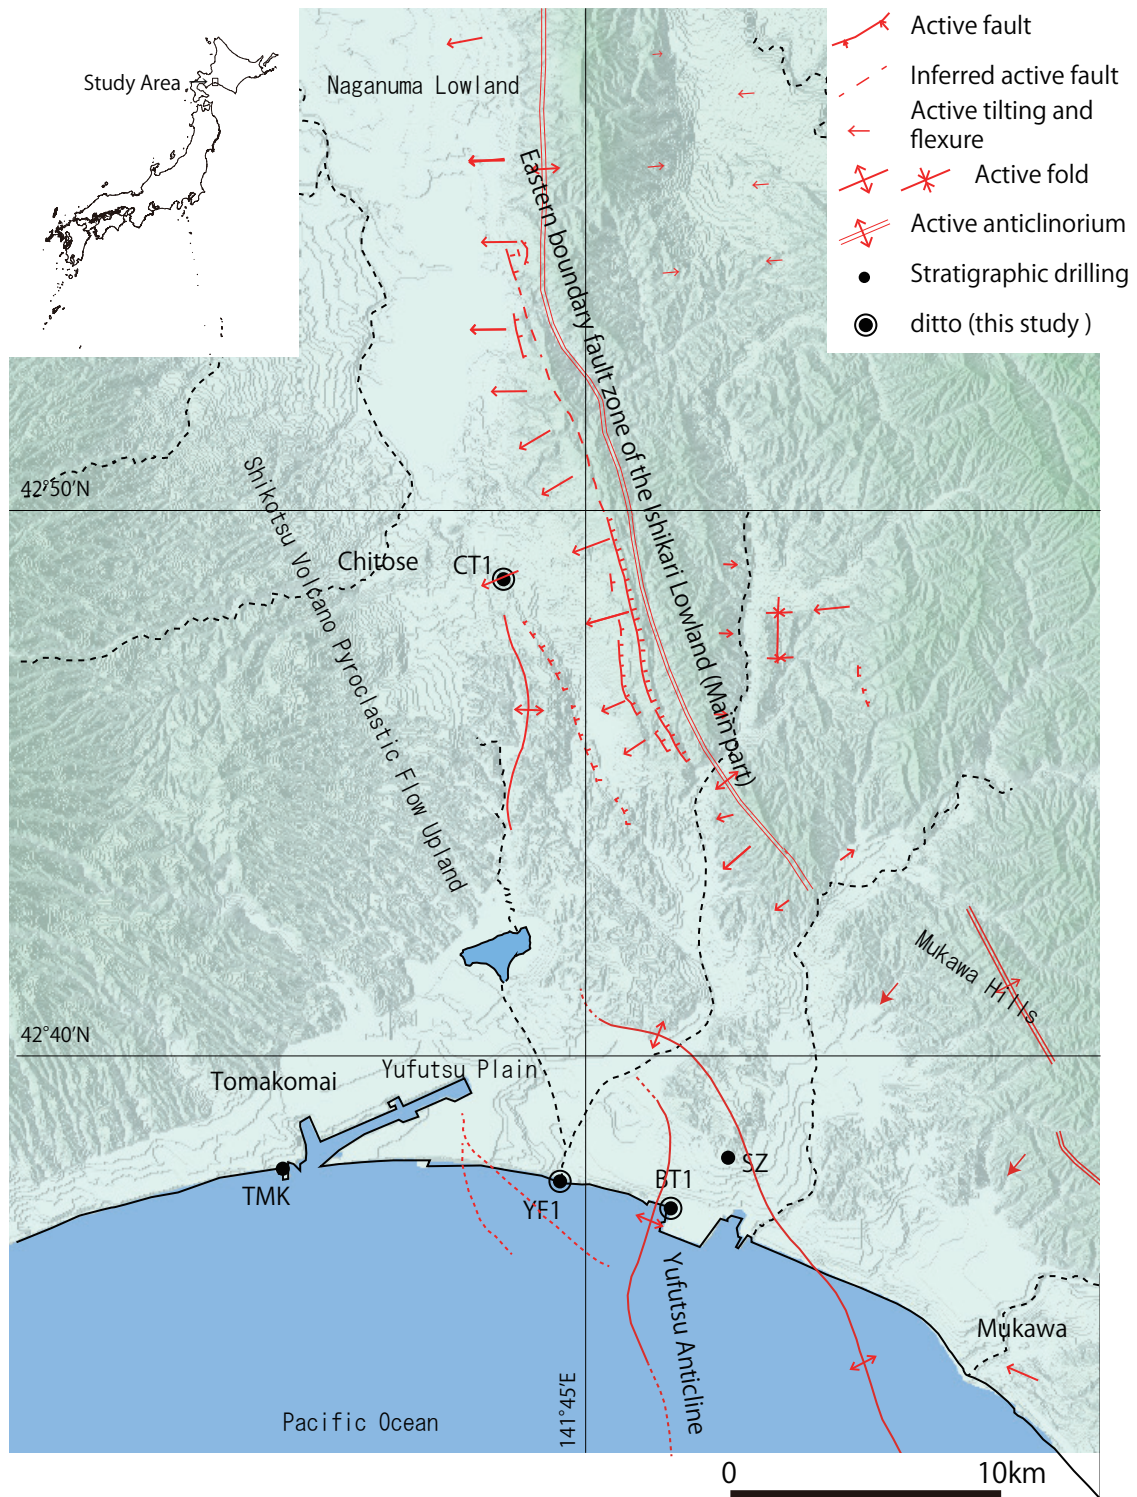 Study Area
Naganuma Lowland
Active fault
Inferred active fault
Active tilting and
flexure
Active fold
Active anticlinorium
Stratigraphic drilling
ditto (this study )
Eastern boundary fault zone of the Ishikari Lowland (Main part)
42°50'N
Shikotsu Volcano Pyroclastic Flow Upland
Chitose
CT1
Mukawa Hills
42°40'N
Yufutsu Plain
Tomakomai
SZ
BT1
TMK
YF1
Yufutsu Anticline
Mukawa
141°45'E
Pacific Ocean
0
10km